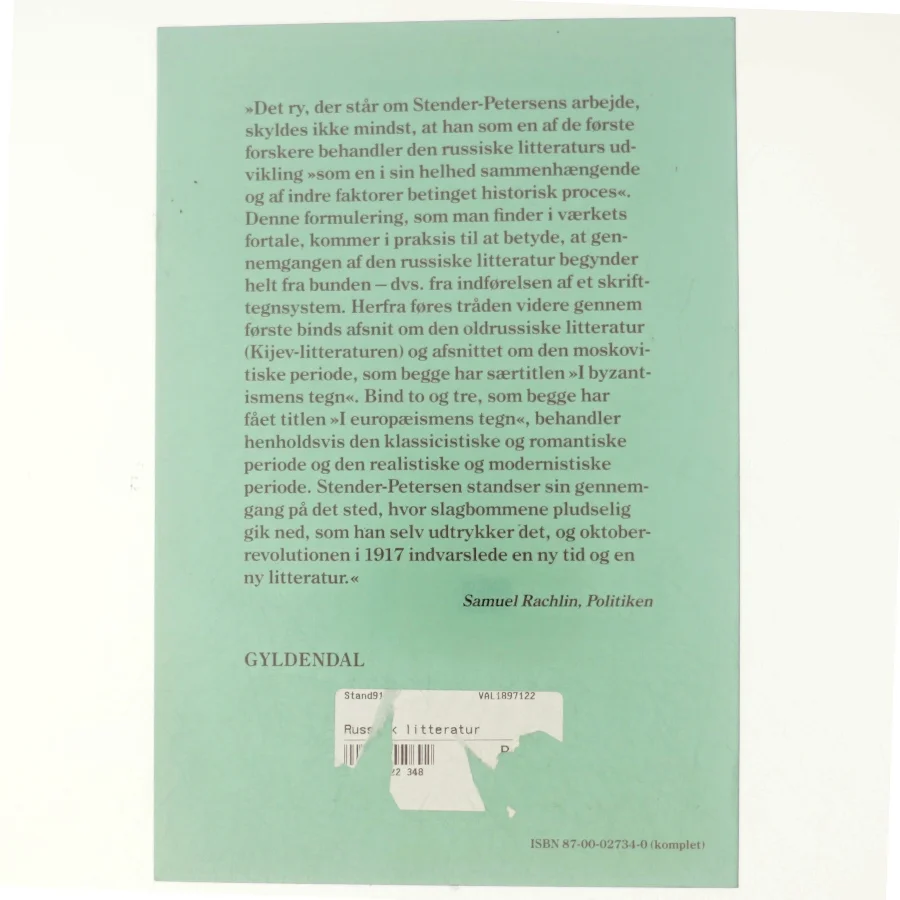 »Det ry, der står om Stender-Petersens arbejde,
skyldes ikke mindst, at han som en af de første
forskere behandler den russiske litteraturs ud-
vikling »som en i sin helhed sammenhængende
og af indre faktorer betinget historisk proces«.
Denne formulering, som man finder i værkets
fortale, kommer i praksis til at betyde, at gen-
nemgangen af den russiske litteratur begynder
helt fra bunden – dvs. fra indførelsen af et skrift-
tegnsystem. Herfra føres tråden videre gennem
første binds afsnit om den oldrussiske litteratur
(Kijev-litteraturen) og afsnittet om den moskovi-
tiske periode, som begge har særtitlen »I byzant-
ismens tegn«. Bind to og tre, som begge har
fået titlen »I europæismens tegn«, behandler
henholdsvis den klassicistiske og romantiske
periode og den realistiske og modernistiske
periode. Stender-Petersen standser sin gennem-
gang på det sted, hvor slagbommene pludselig
gik ned, som han selv udtrykker det, og oktober-
revolutionen i 1917 indvarslede en ny tid og en
ny litteratur.«
Samuel Rachlin, Politiken
GYLDENDAL
Stand91 VAL1897122
litteratur
348
ISBN 87-00-02734-0 (komplet)